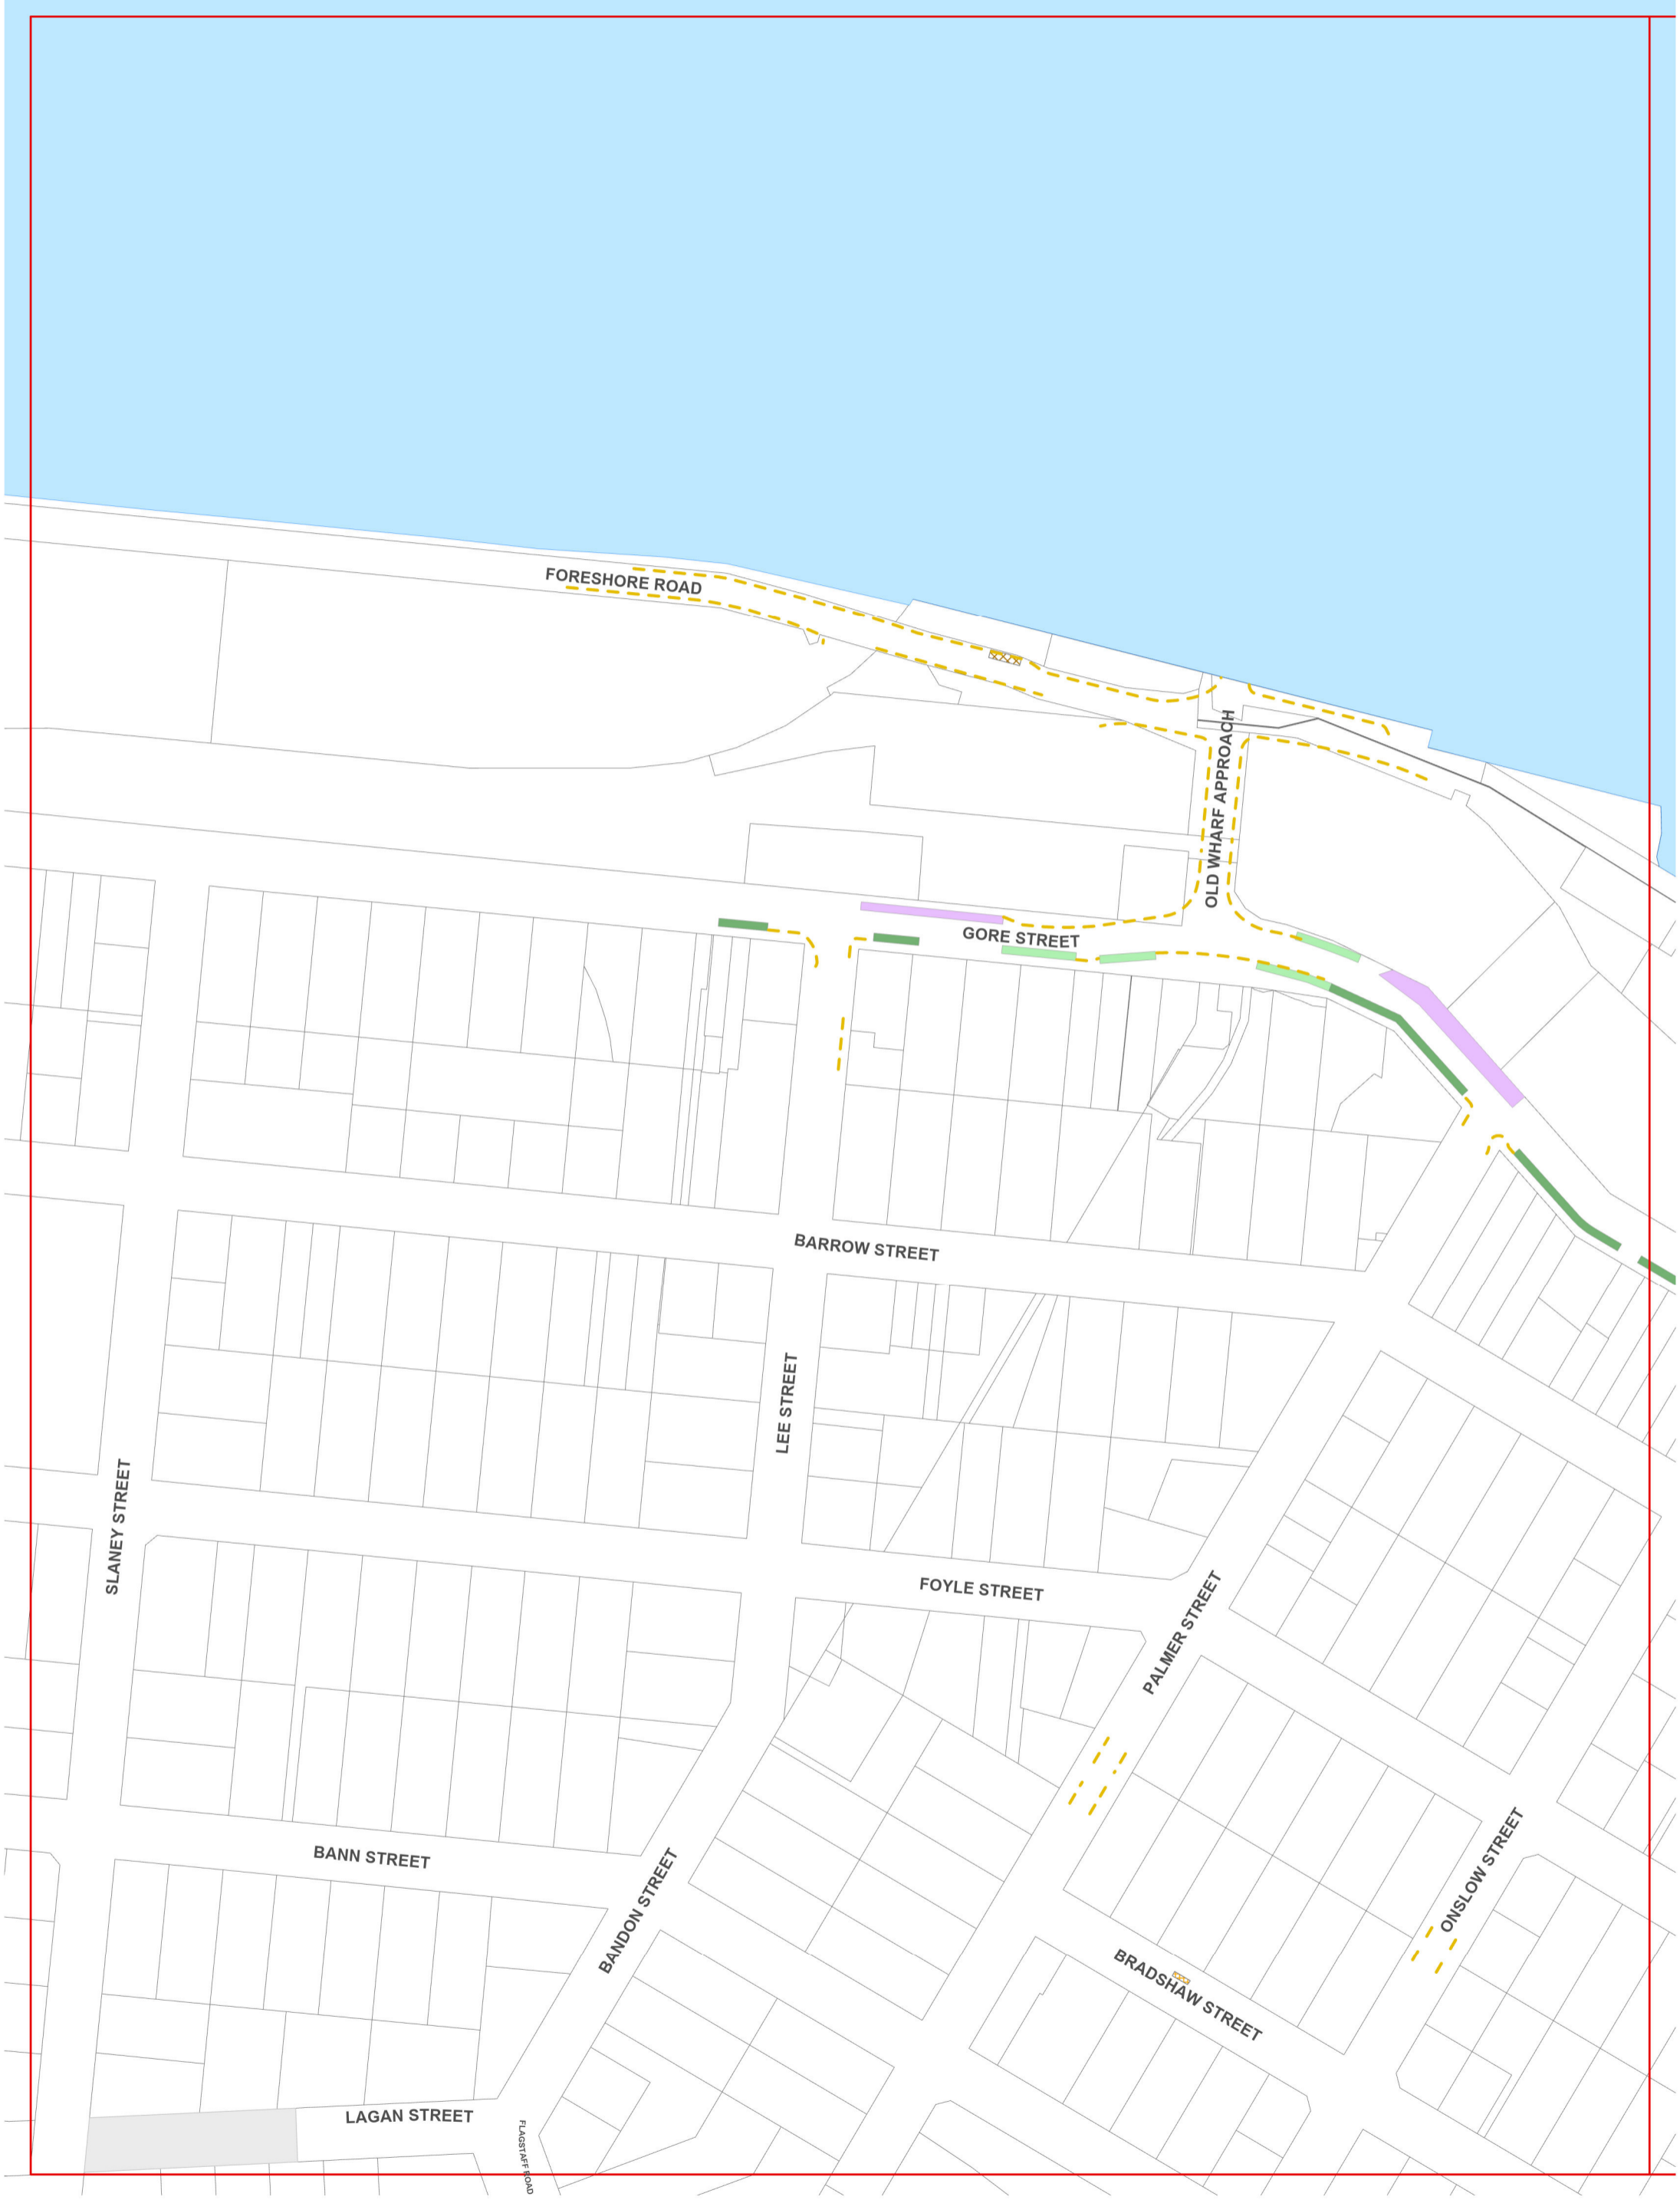 FORESHORE ROAD
OLD WHARF APPROACH
GORE STREET
BARROW STREET
LEE STREET
SLANEY STREET
FOYLE STREET
PALMER STREET
BANN STREET
BANDON STREET
ONSLOW STREET
BRADSHAW STREET
LAGAN STREET
FLAGSTAFF ROAD